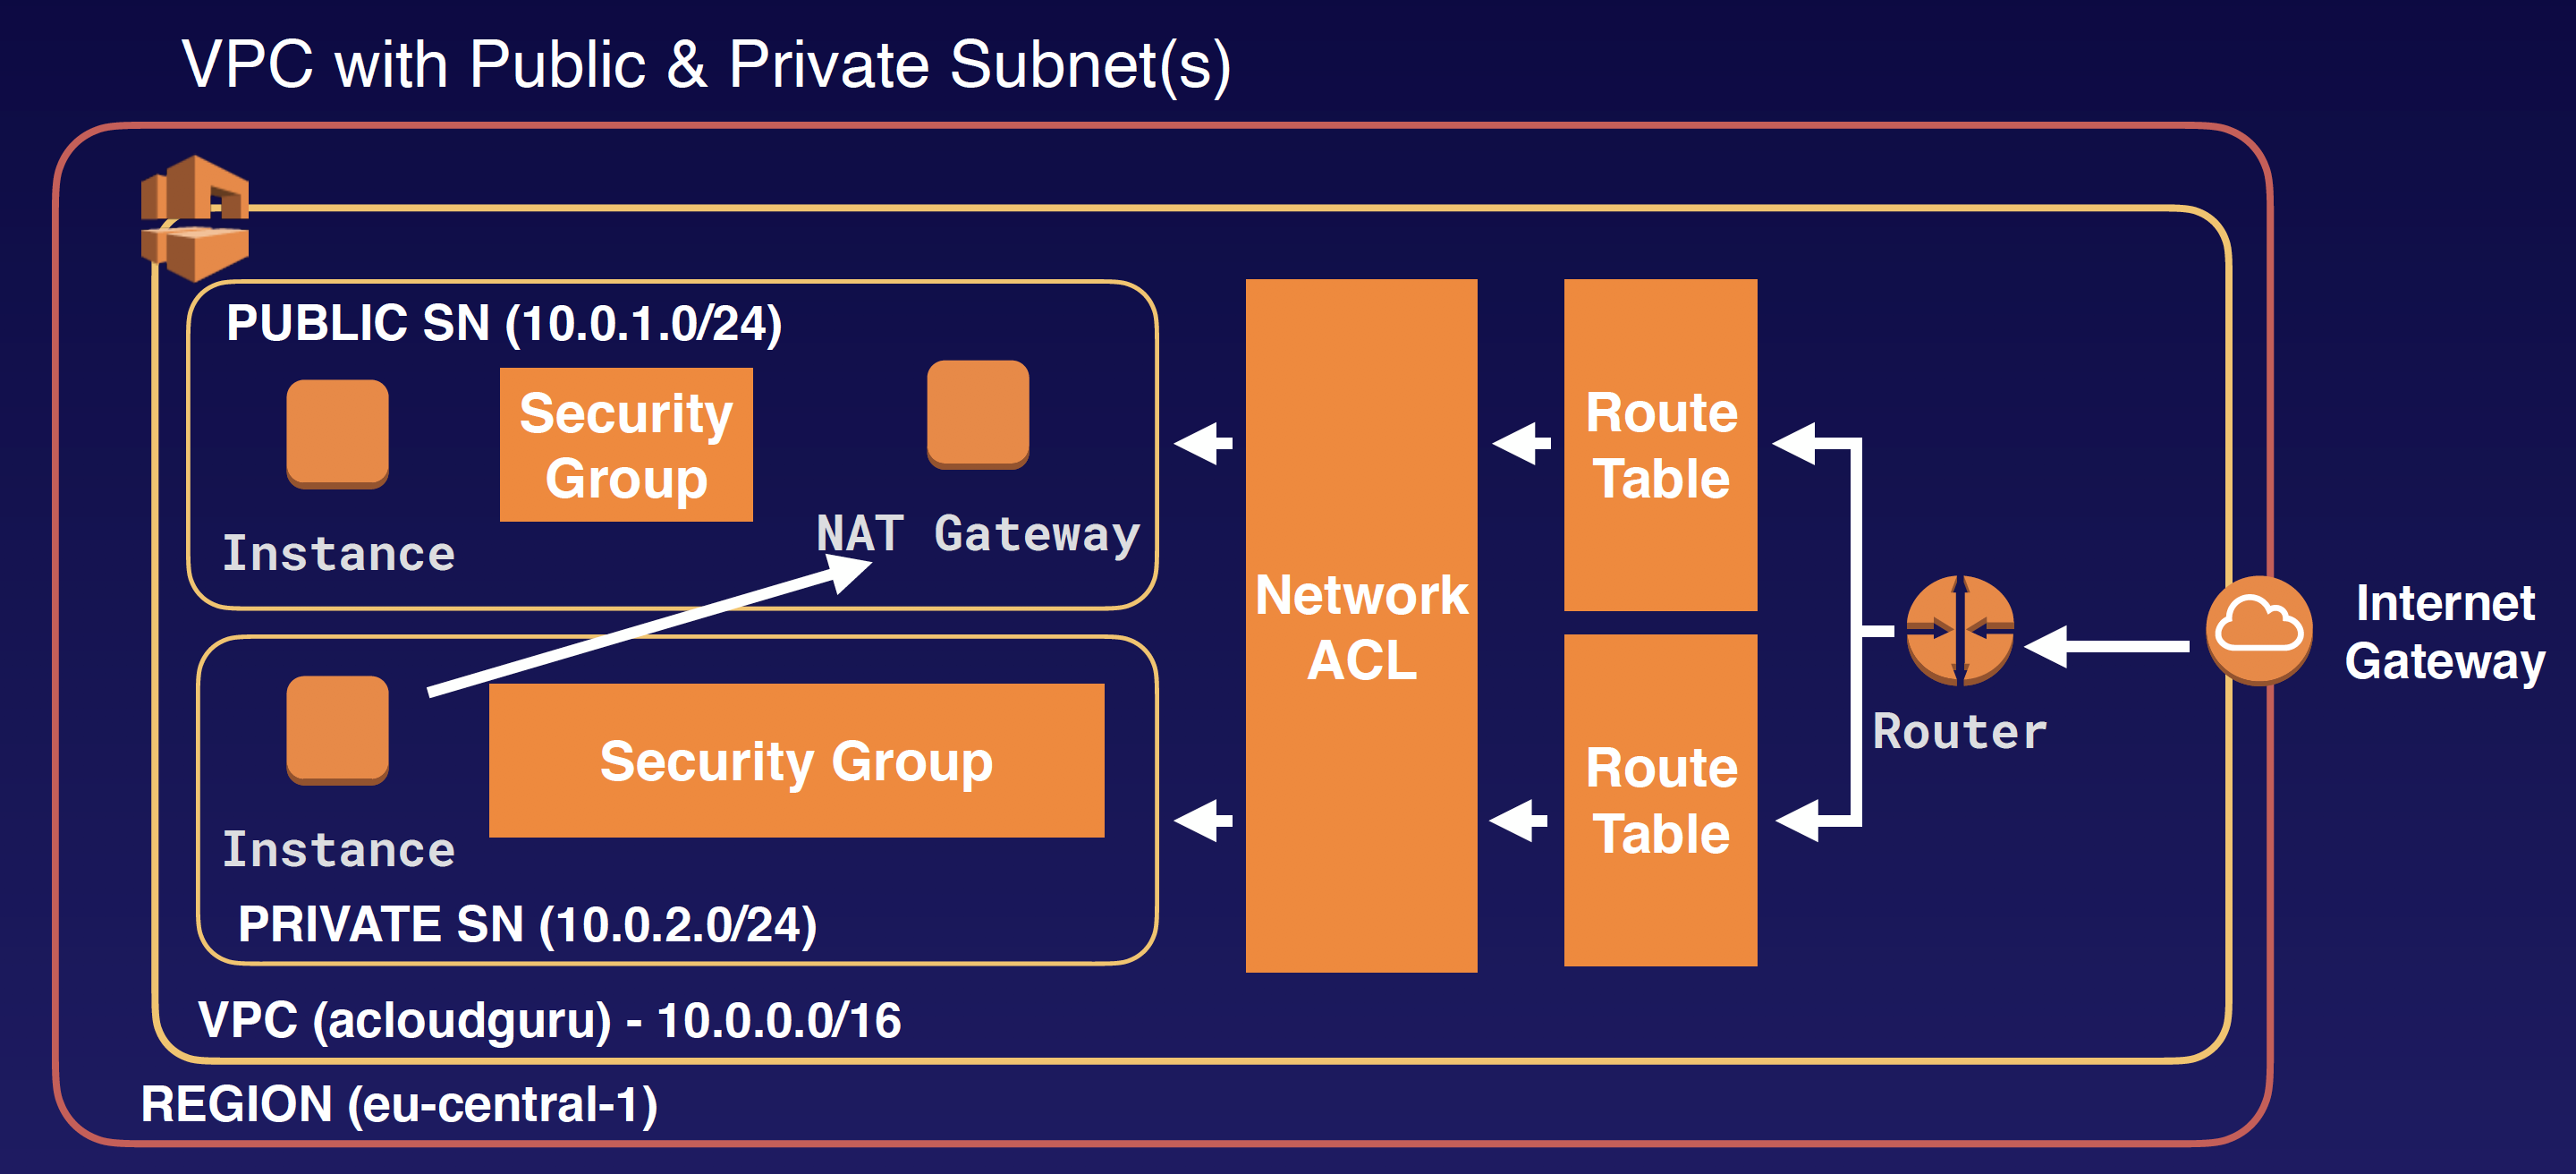 VPC with Public & Private Subnet(s)
PUBLIC SN (10.0.1.0/24)
Instance
Security
Group
NAT Gateway
Instance
Security Group
PRIVATE SN (10.0.2.0/24)
Network
ACL
Route
Table
Route
Table
Router
Internet
Gateway
VPC (acloudguru) - 10.0.0.0/16
REGION (eu-central-1)